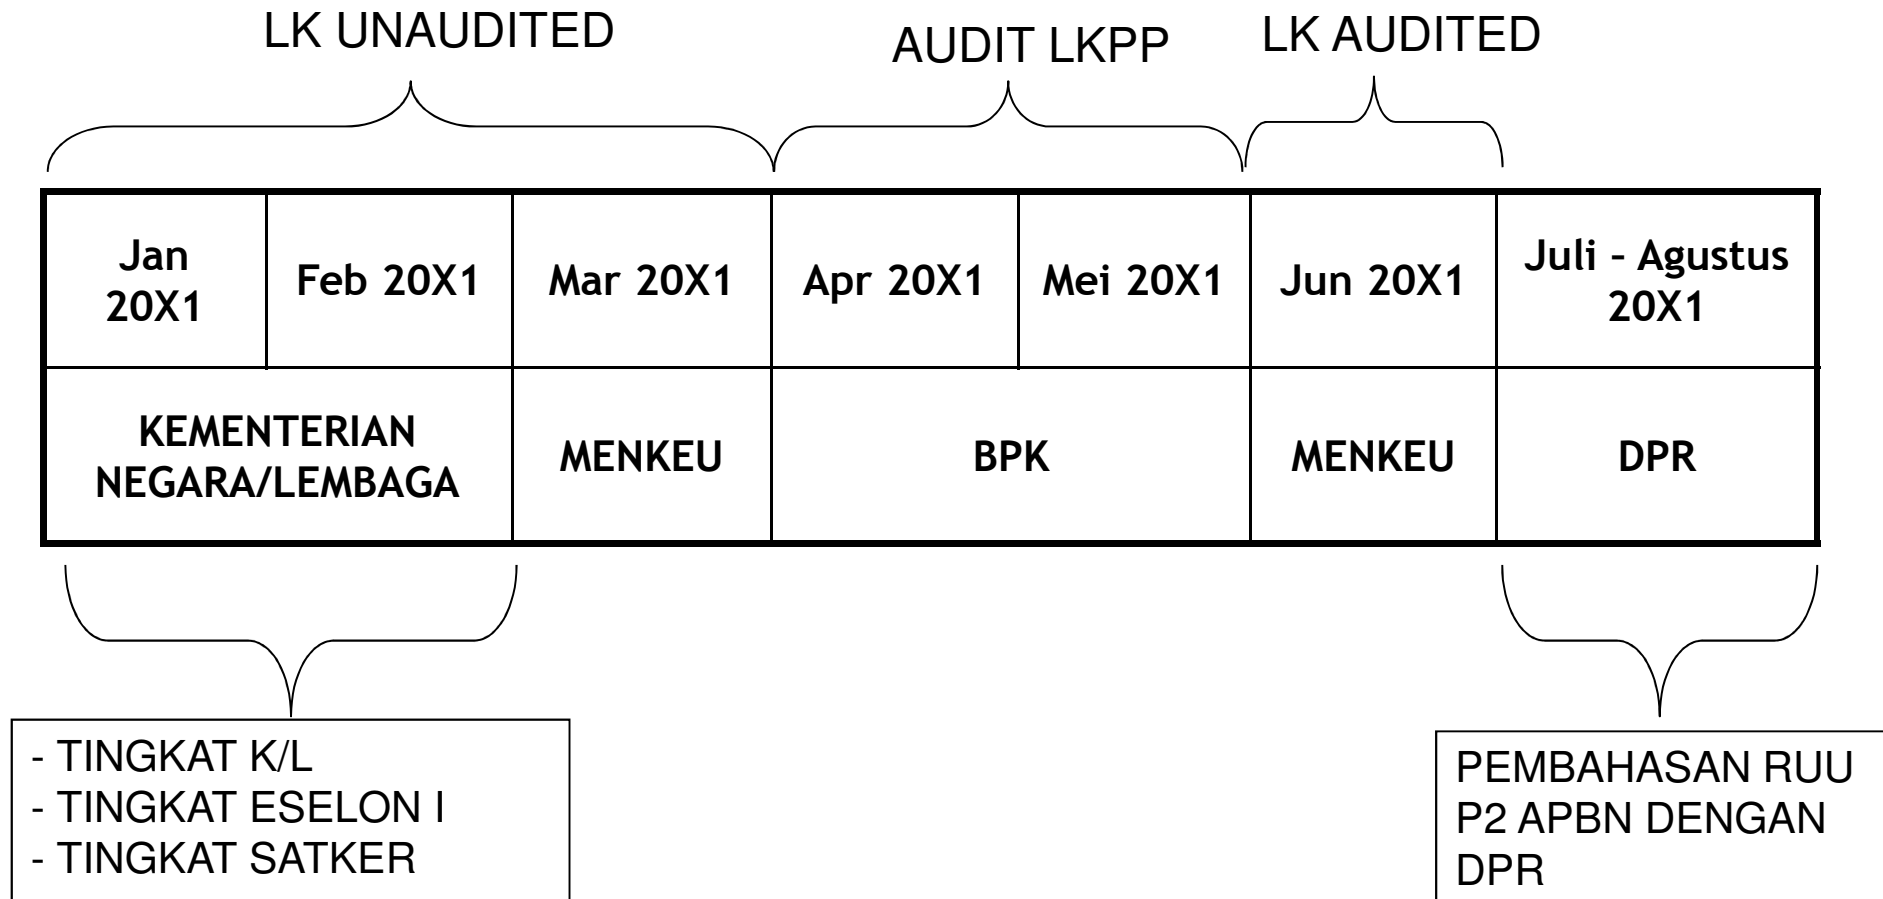 LK UNAUDITED
AUDIT LKPP
LK AUDITED
Jan
20X1
Feb 20X1
Mar 20X1
Apr 20X1
Mei 20X1
Jun 20X1
Juli – Agustus
20X1
KEMENTERIAN
NEGARA/LEMBAGA
MENKEU
BPK
MENKEU
DPR
- TINGKAT K/L
- TINGKAT ESELON I
- TINGKAT SATKER
PEMBAHASAN RUU
P2 APBN DENGAN
DPR